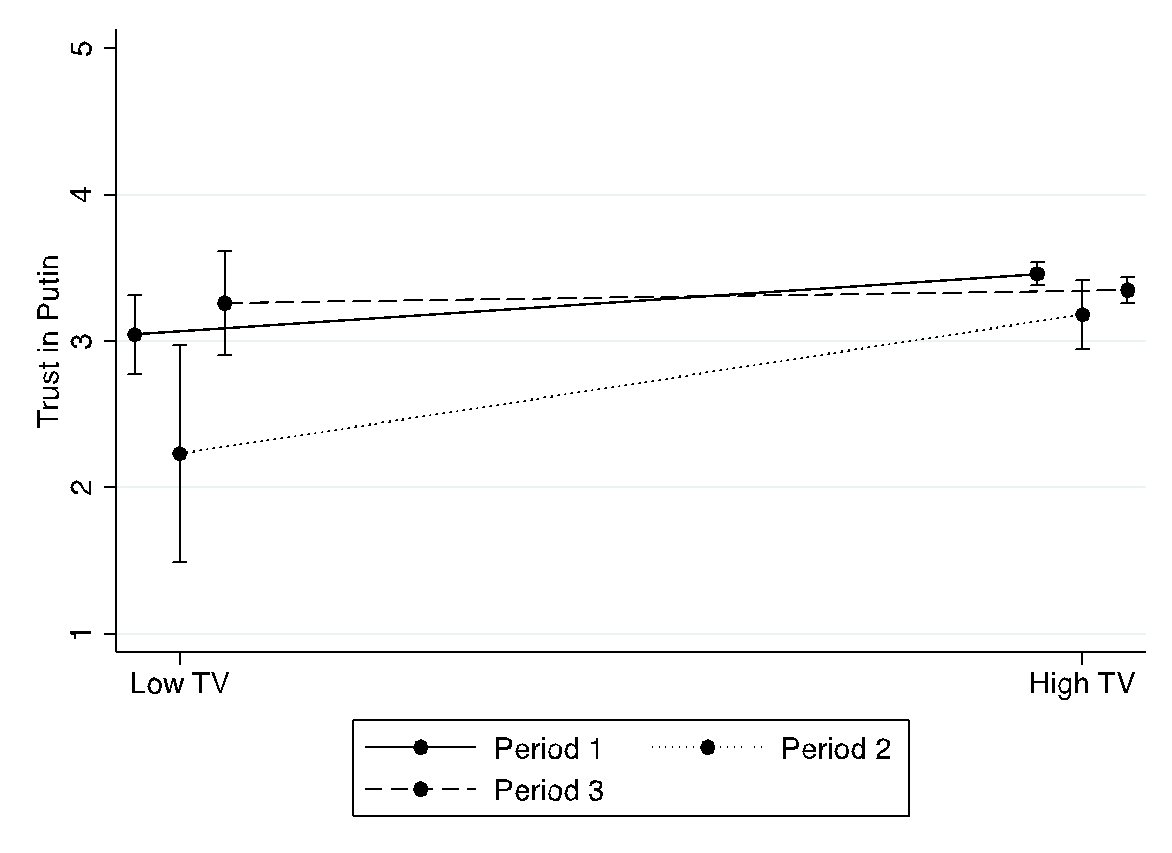 5
4
3
2
1
Trust in Putin
Low TV High TV
Period 1 Period 2
Period 3